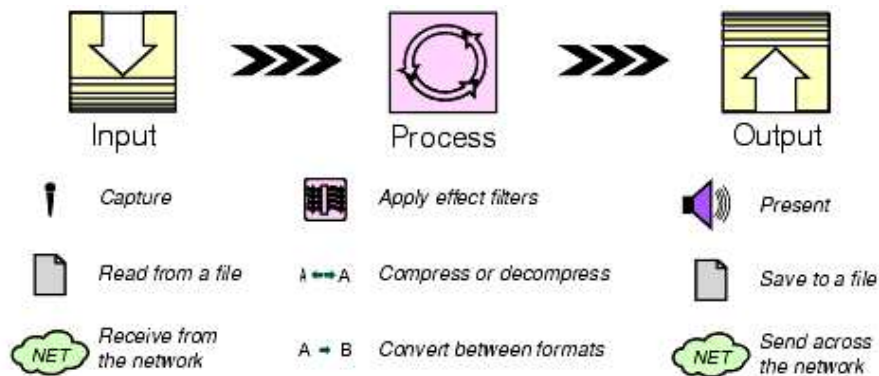 Input
Process
Output
Capture
Apply effect filters
Present
Read from a file
A A
Compress or decompress
Save to a file
NET
Receive from
the network
A B
Convert between formats
NET
Send across
the network